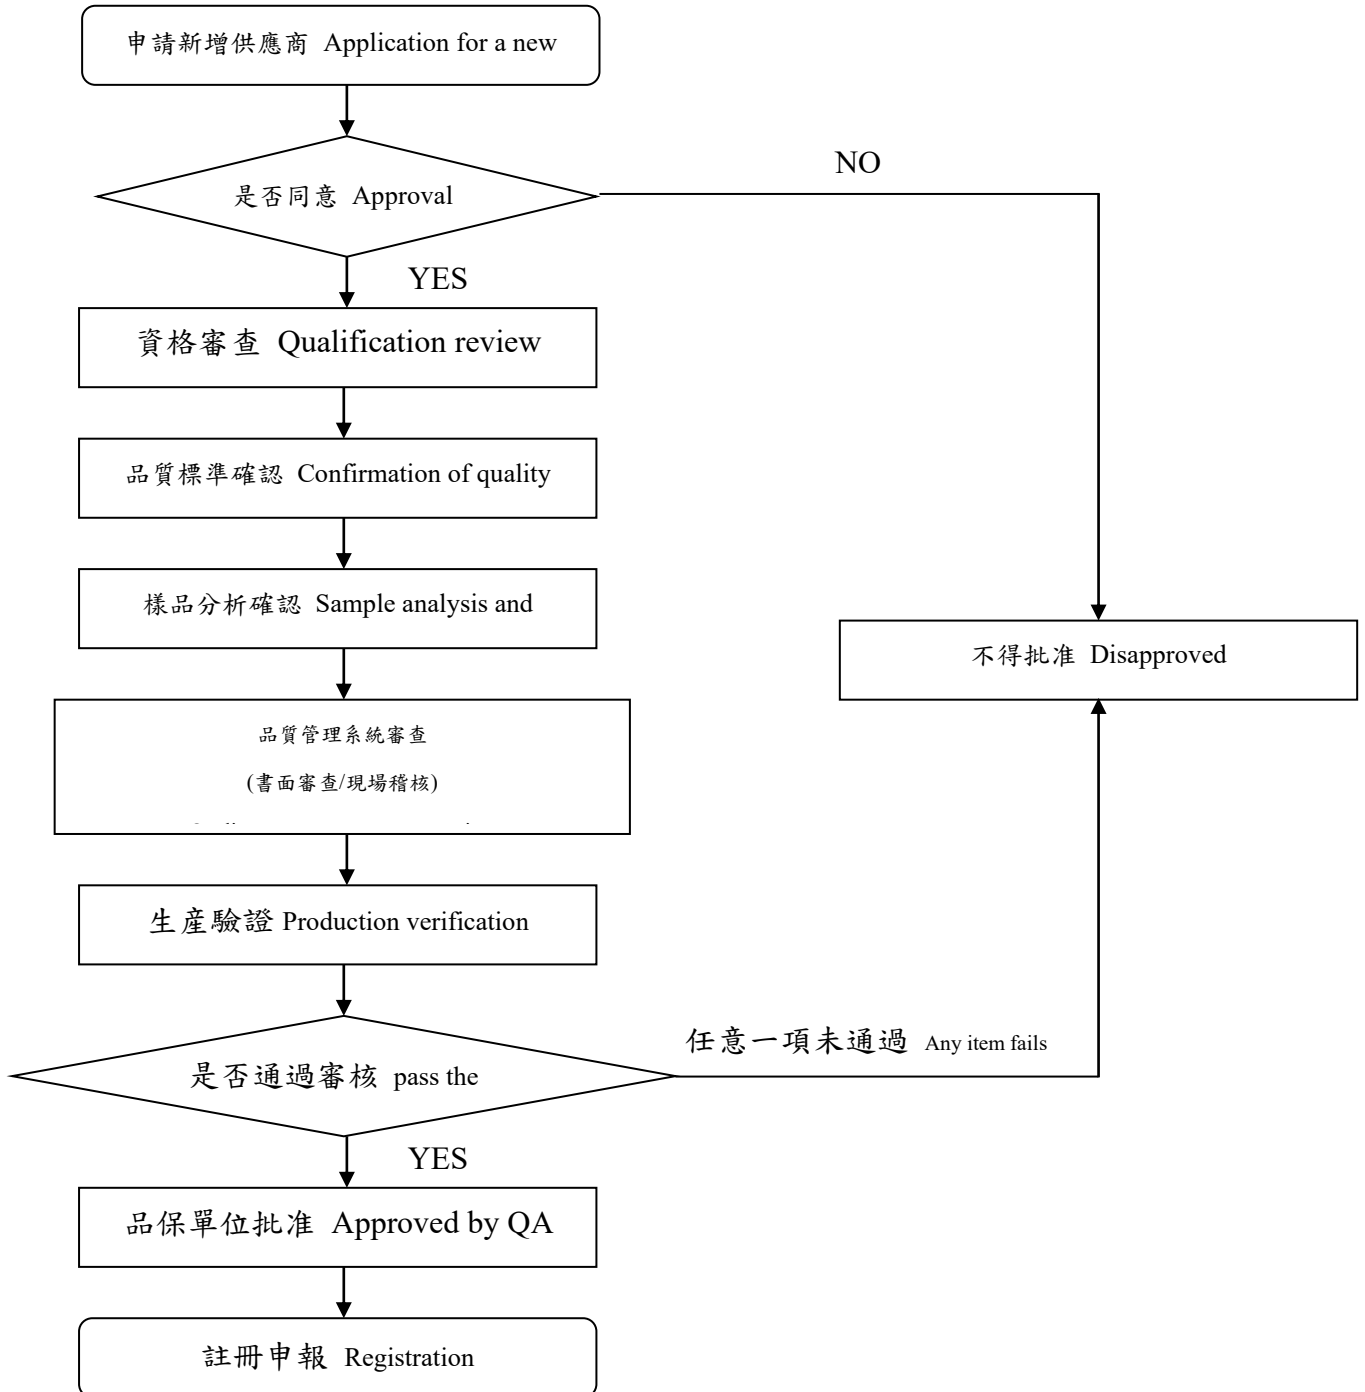 申請新增供應商 Application for a new
是否同意 Approval
NO
YES
資格審查 Qualification review
品質標準確認 Confirmation of quality
樣品分析確認 Sample analysis and
不得批准 Disapproved
品質管理系統審查
(書面審查/現場稽核)
生產驗證 Production verification
任意一項未通過 Any item fails
是否通過審核 pass the
YES
品保單位批准 Approved by QA
註冊申報 Registration